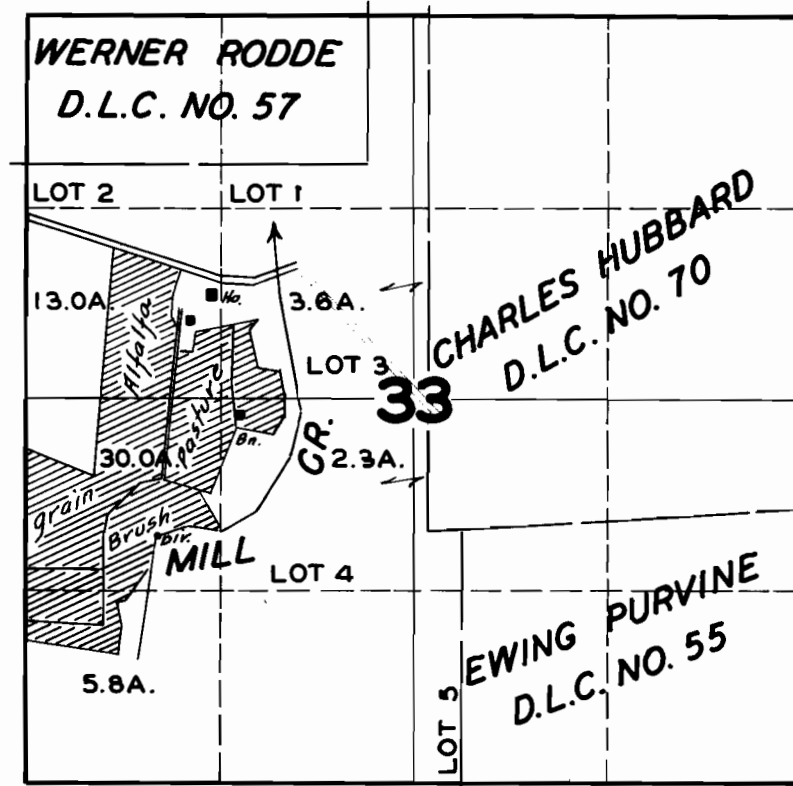 WERNER RODDE
D.L.C. NO. 57
LOT 2
LOT 1
CHARLES HUBBARD
D.L.C. NO. 70
13.0A.
Alfalfa
Ho.
3.6A.
LOT 3
33
pasture
Bn.
CR.
30.0A.
2.3A.
grain
Brush
Div.
MILL
LOT 4
EWING PURVINE
D.L.C. NO. 55
5.8A.
LOT 5